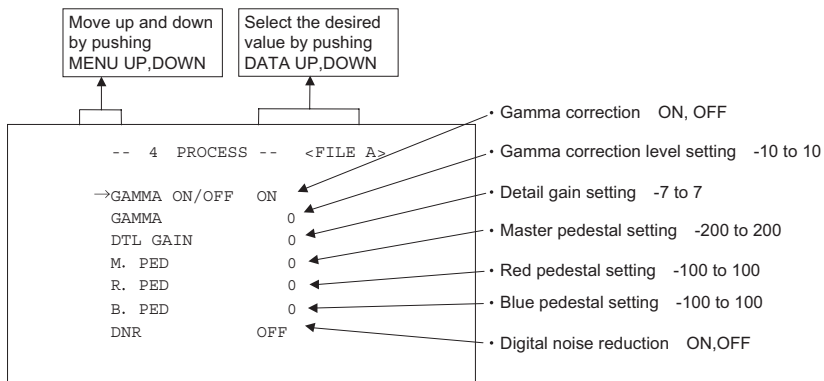 Move up and down
by pushing
MENU UP,DOWN
Select the desired
value by pushing
DATA UP,DOWN
-- 4 PROCESS -- <FILE A>
→GAMMA ON/OFF ON
GAMMA 0
DTL GAIN 0
M. PED 0
R. PED 0
B. PED 0
DNR OFF
・Gamma correction ON, OFF
・Gamma correction level setting -10 to 10
・Detail gain setting -7 to 7
・Master pedestal setting -200 to 200
・Red pedestal setting -100 to 100
・Blue pedestal setting -100 to 100
・Digital noise reduction ON,OFF